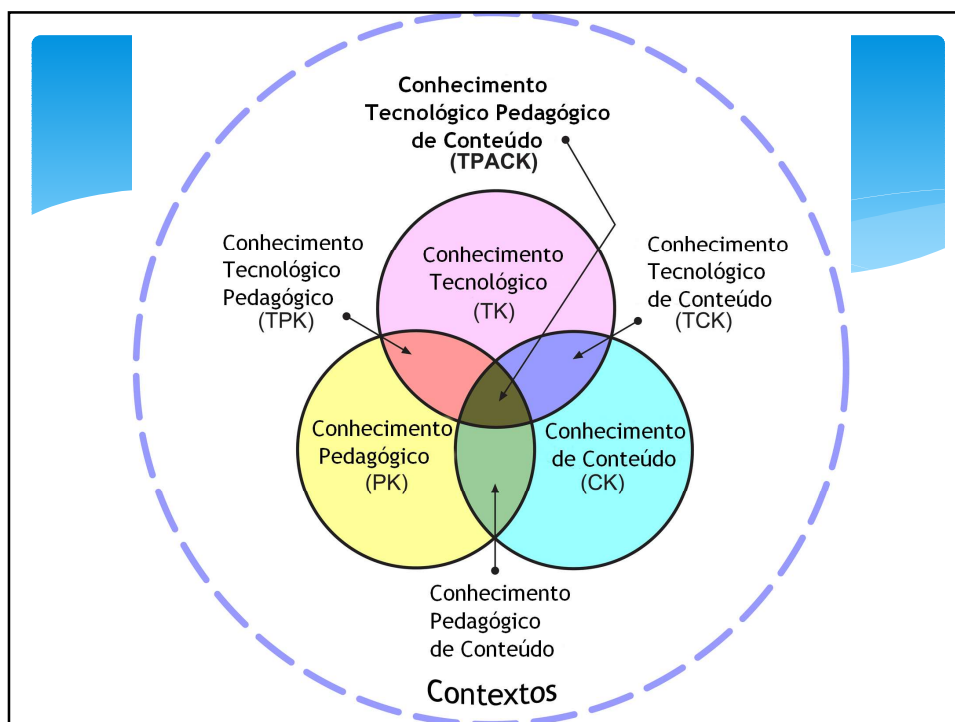 Conhecimento
Tecnológico Pedagógico
de Conteúdo
(TPACK)
Conhecimento
Tecnológico
Pedagógico
(TPK)
Conhecimento
Tecnológico
(TK)
Conhecimento
Tecnológico
de Conteúdo
(TCK)
Conhecimento
Pedagógico
(PK)
Conhecimento
de Conteúdo
(CK)
Conhecimento
Pedagógico
de Conteúdo
Contextos